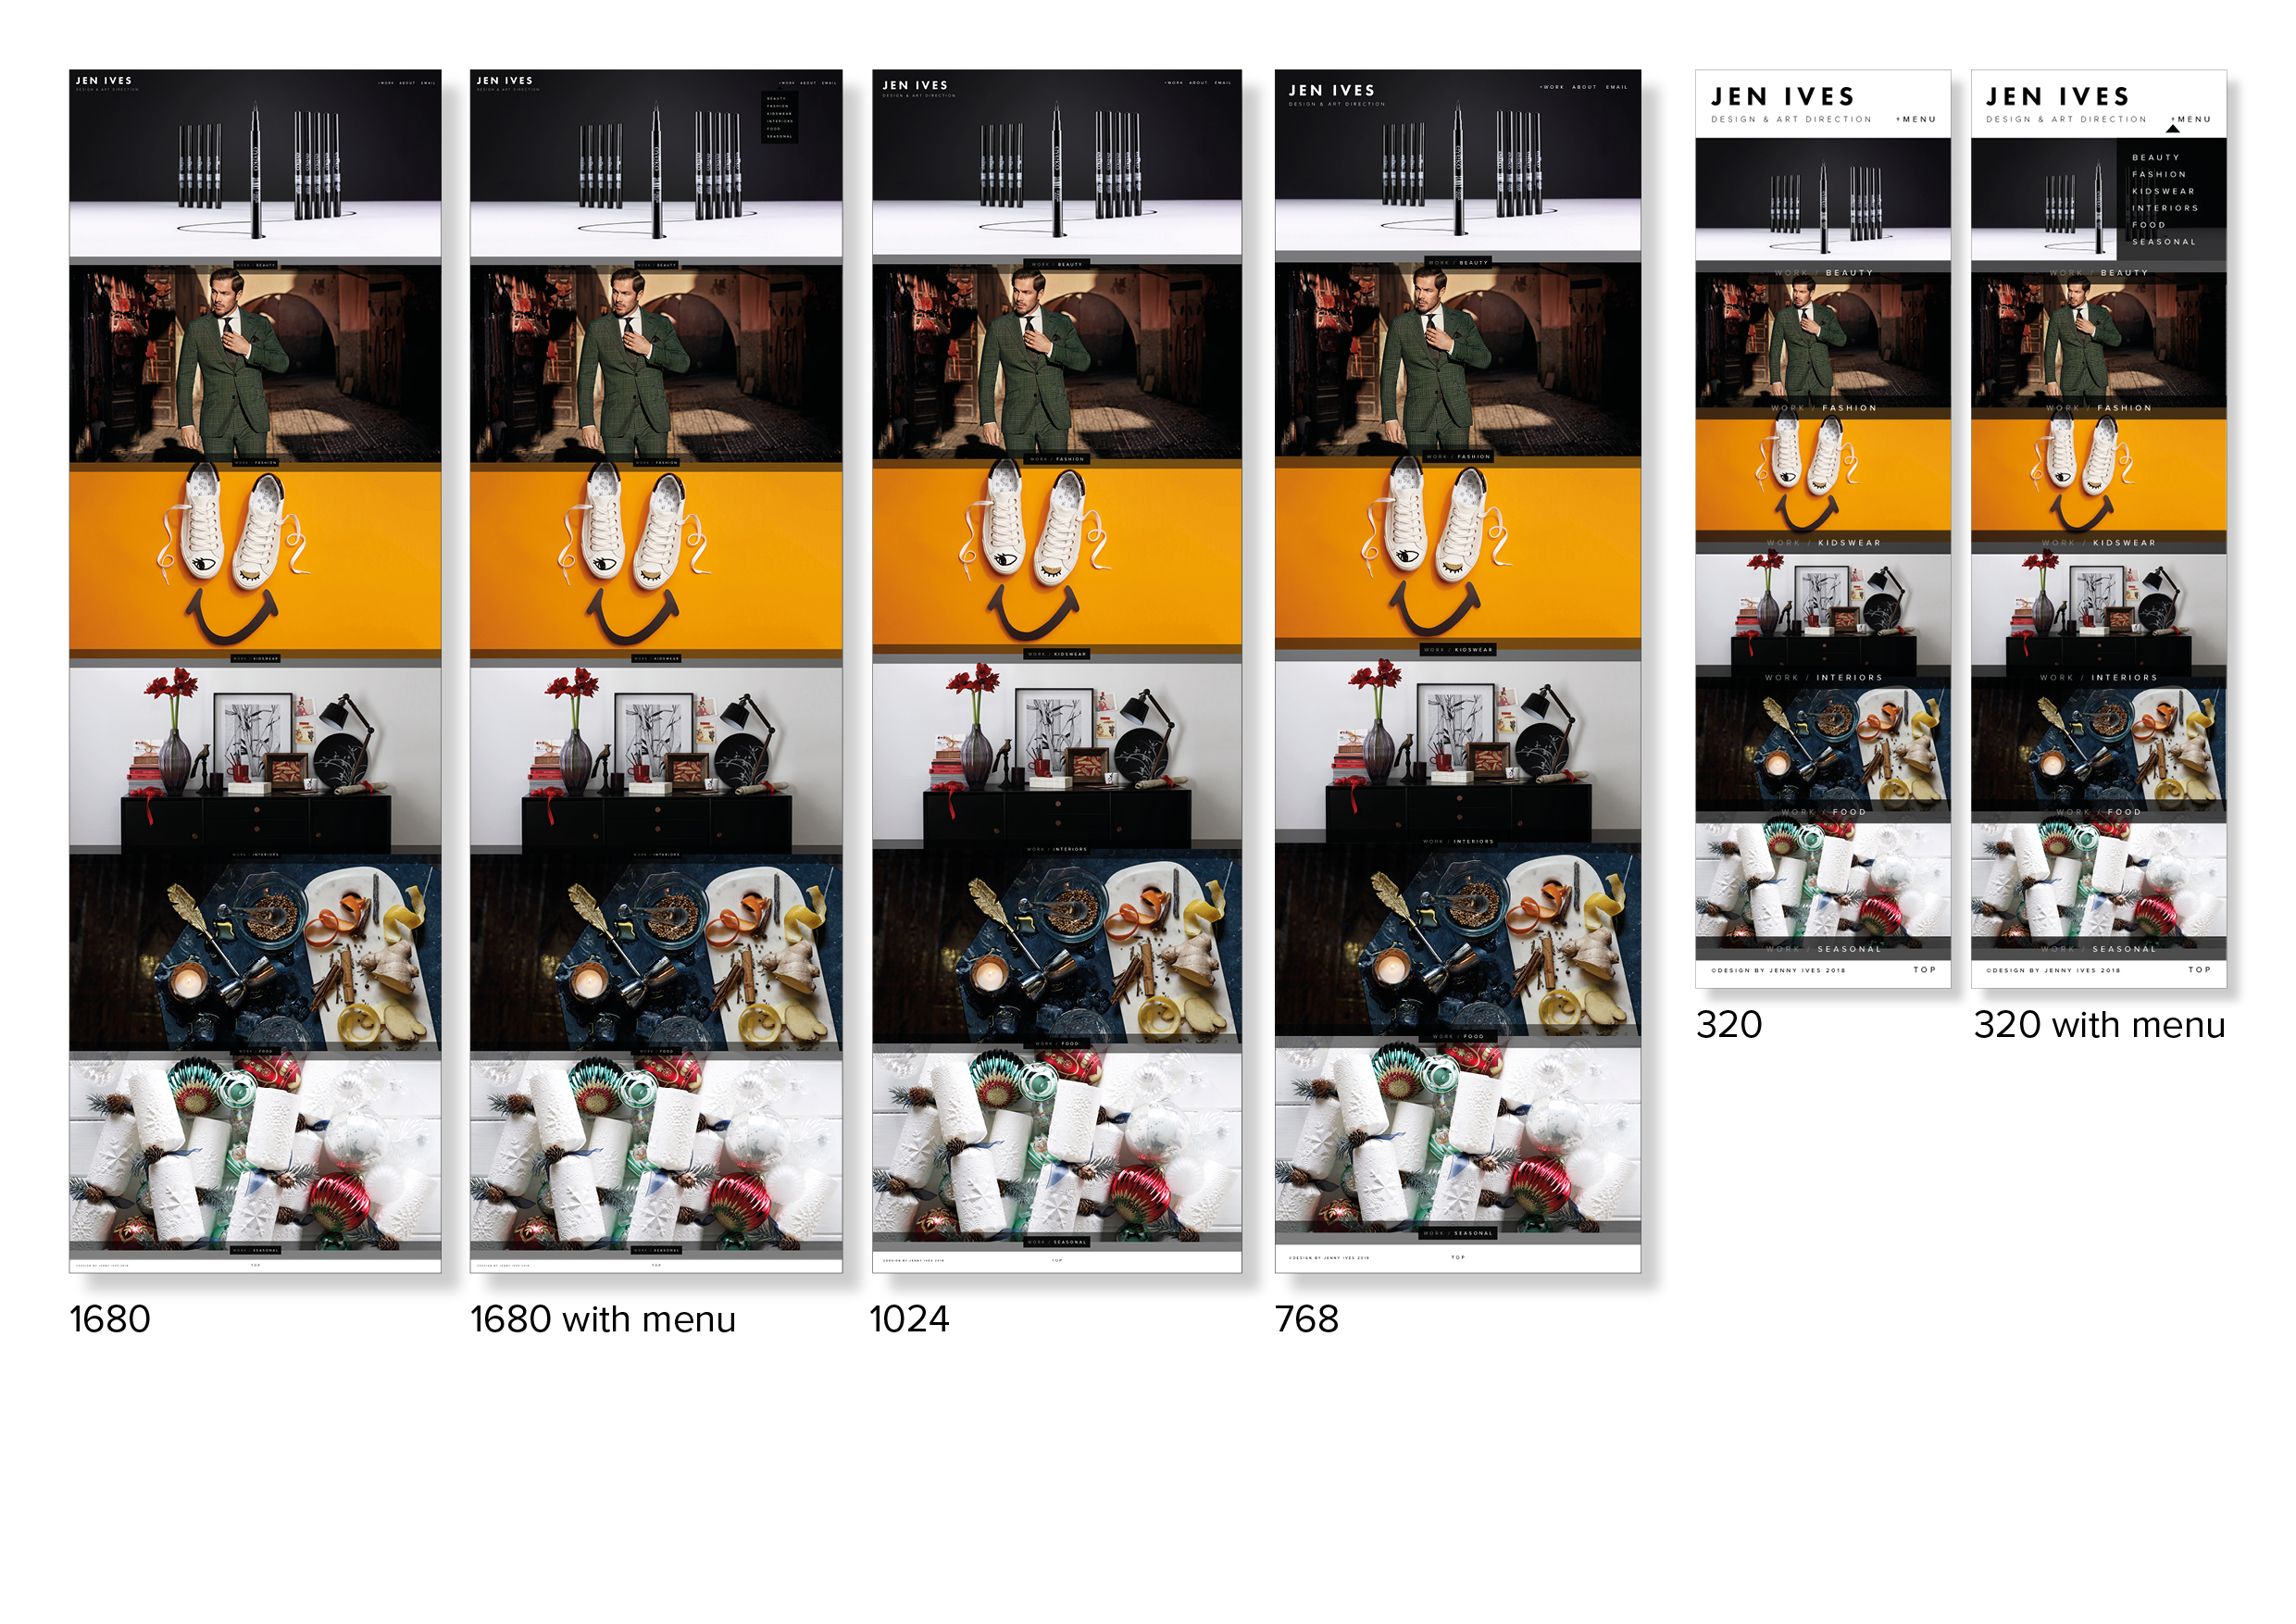 JEN IVES
DESIGN & ART DIRECTION
+WORK ABOUT EMAIL
WORK / BEAUTY
WORK / FASHION
WORK / KIDSWEAR
WORK / INTERIORS
WORK / FOOD
WORK / SEASONAL
©DESIGN BY JENNY IVES 2018
TOP
1680
JEN IVES
DESIGN & ART DIRECTION
+WORK ABOUT EMAIL
BEAUTY
FASHION
KIDSWEAR
INTERIORS
FOOD
SEASONAL
WORK / BEAUTY
WORK / FASHION
WORK / KIDSWEAR
WORK / INTERIORS
WORK / FOOD
WORK / SEASONAL
©DESIGN BY JENNY IVES 2018
TOP
1680 with menu
JEN IVES
DESIGN & ART DIRECTION
+WORK ABOUT EMAIL
WORK / BEAUTY
WORK / FASHION
WORK / KIDSWEAR
WORK / INTERIORS
WORK / FOOD
WORK / SEASONAL
©DESIGN BY JENNY IVES 2018
TOP
1024
JEN IVES
DESIGN & ART DIRECTION
+WORK ABOUT EMAIL
WORK / BEAUTY
WORK / FASHION
WORK / KIDSWEAR
WORK / INTERIORS
WORK / FOOD
WORK / SEASONAL
©DESIGN BY JENNY IVES 2018
TOP
768
JEN IVES
DESIGN & ART DIRECTION
+MENU
WORK / BEAUTY
WORK / FASHION
WORK / KIDSWEAR
WORK / INTERIORS
WORK / FOOD
WORK / SEASONAL
©DESIGN BY JENNY IVES 2018
TOP
320
JEN IVES
DESIGN & ART DIRECTION
+MENU
BEAUTY
FASHION
KIDSWEAR
INTERIORS
FOOD
SEASONAL
WORK / BEAUTY
WORK / FASHION
WORK / KIDSWEAR
WORK / INTERIORS
WORK / FOOD
WORK / SEASONAL
©DESIGN BY JENNY IVES 2018
TOP
320 with menu